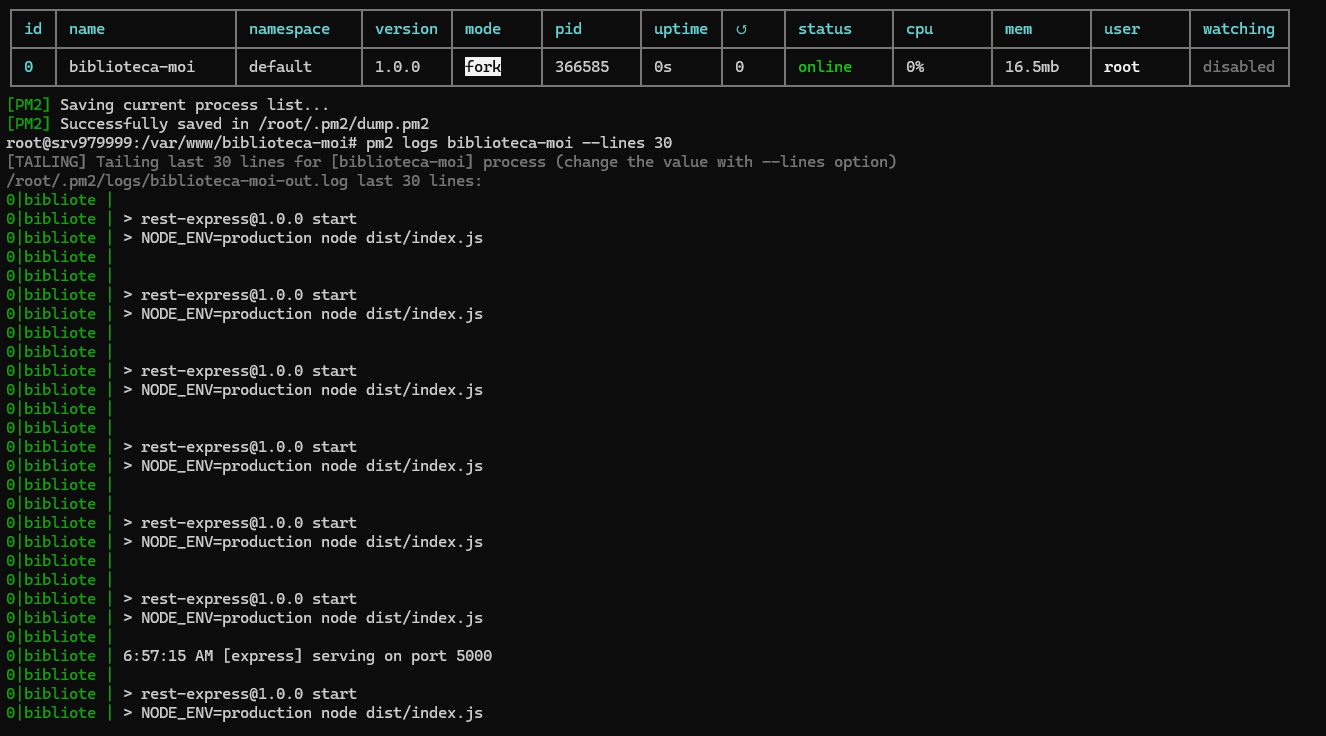 id name namespace version mode pid uptime ↺ status cpu mem user watching
0 biblioteca-moi default 1.0.0 fork 366585 0s 0 online 0% 16.5mb root disabled
[PM2] Saving current process list...
[PM2] Successfully saved in /root/.pm2/dump.pm2
root@srv979999:/var/www/biblioteca-moi# pm2 logs biblioteca-moi --lines 30
[TAILING] Tailing last 30 lines for [biblioteca-moi] process (change the value with --lines option)
/root/.pm2/logs/biblioteca-moi-out.log last 30 lines:
0|bibliote |
0|bibliote | > rest-express@1.0.0 start
0|bibliote | > NODE_ENV=production node dist/index.js
0|bibliote |
0|bibliote |
0|bibliote | > rest-express@1.0.0 start
0|bibliote | > NODE_ENV=production node dist/index.js
0|bibliote |
0|bibliote |
0|bibliote | > rest-express@1.0.0 start
0|bibliote | > NODE_ENV=production node dist/index.js
0|bibliote |
0|bibliote |
0|bibliote | > rest-express@1.0.0 start
0|bibliote | > NODE_ENV=production node dist/index.js
0|bibliote |
0|bibliote |
0|bibliote | > rest-express@1.0.0 start
0|bibliote | > NODE_ENV=production node dist/index.js
0|bibliote |
0|bibliote |
0|bibliote | > rest-express@1.0.0 start
0|bibliote | > NODE_ENV=production node dist/index.js
0|bibliote |
0|bibliote | 6:57:15 AM [express] serving on port 5000
0|bibliote |
0|bibliote | > rest-express@1.0.0 start
0|bibliote | > NODE_ENV=production node dist/index.js